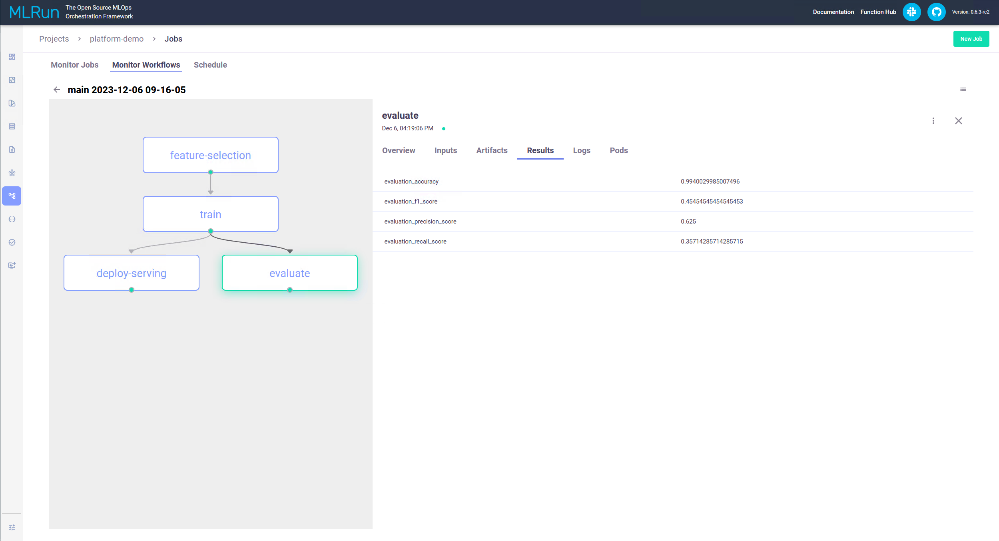 MLRun
The Open Source MLOps
Orchestration Framework
Documentation
Function Hub
Version: 0.6.3-rc2
Projects
platform-demo
Jobs
New Job
Monitor Jobs
Monitor Workflows
Schedule
main 2023-12-06 09-16-05
feature-selection
train
deploy-serving
evaluate
evaluate
Dec 6, 04:19:06 PM
Overview
Inputs
Artifacts
Results
Logs
Pods
evaluation_accuracy 0.9940029985007496
evaluation_f1_score 0.45454545454545453
evaluation_precision_score 0.625
evaluation_recall_score 0.35714285714285715